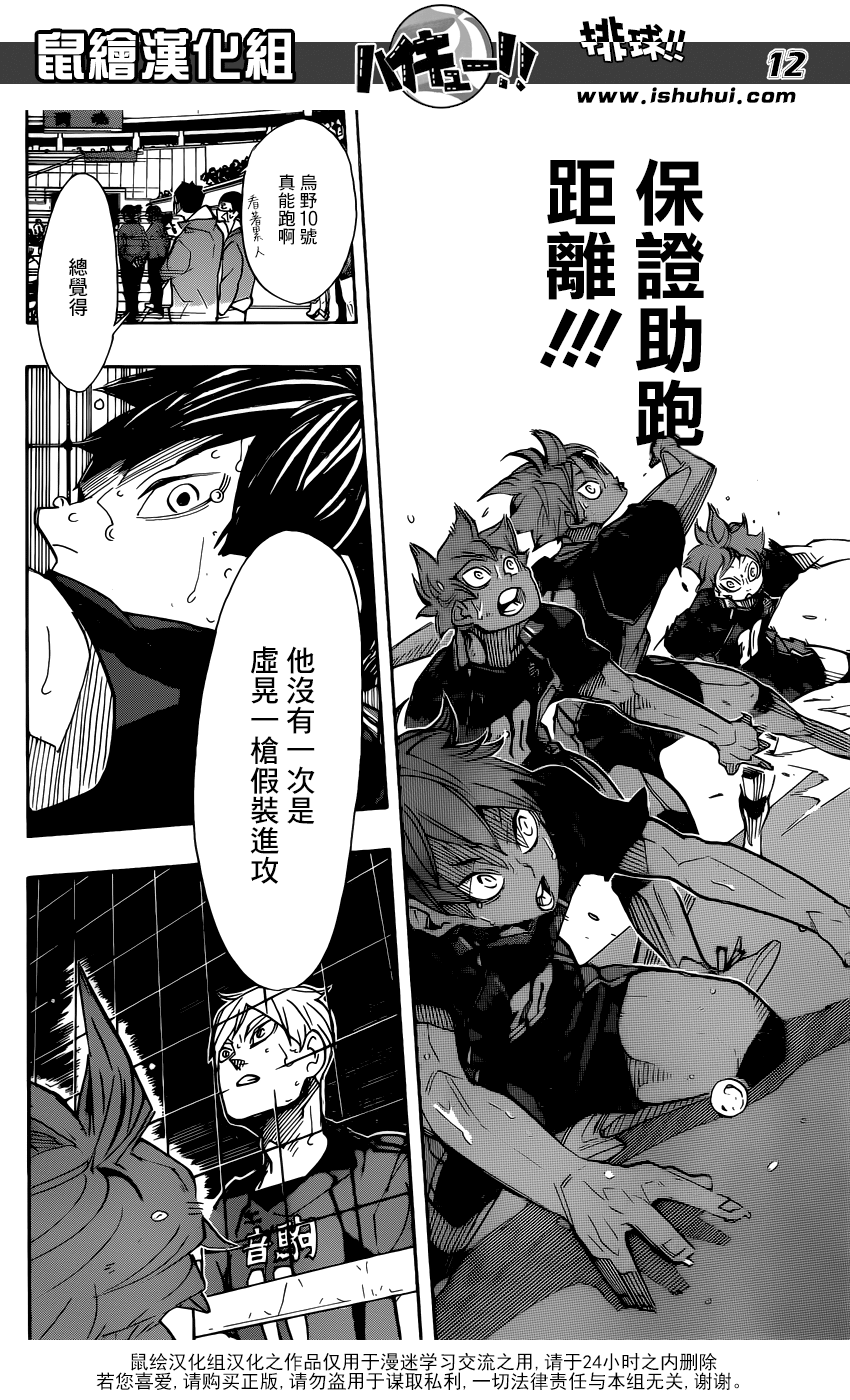 鼠繪漢化組
ハイキュー!!
排球!!
12
www.ishuhui.com
保證助跑
距離!!!
烏野10號
真能跑啊
看著累人
總覺得
他沒有一次是
虛晃一槍假裝進攻
音駒
鼠绘汉化组汉化之作品仅用于漫迷学习交流之用,请于24小时之内删除
若您喜爱,请购买正版,请勿滥用于谋取私利,一切法律责任与本组无关,谢谢。